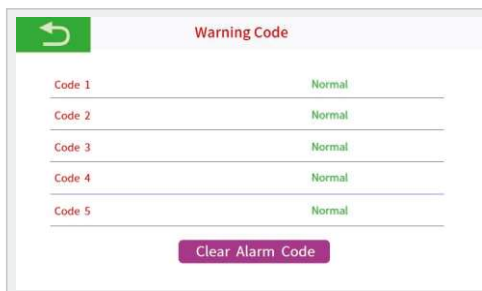 Warning Code
Code 1 Normal
Code 2 Normal
Code 3 Normal
Code 4 Normal
Code 5 Normal
Clear Alarm Code